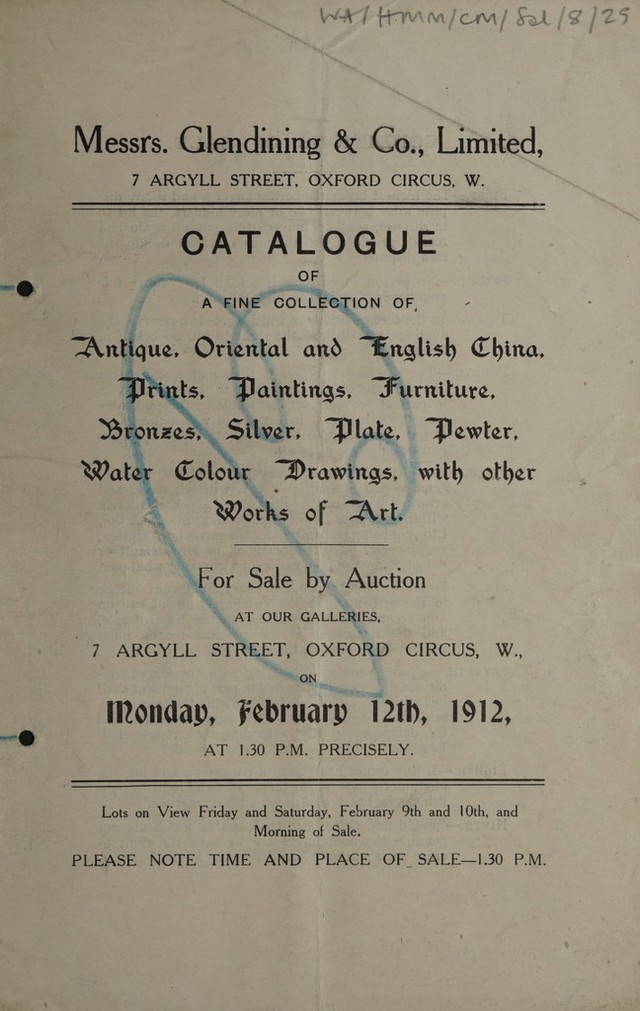 WA/HMM/CM/Sal/8/25
Messrs. Glendining & Co., Limited,
7 ARGYLL STREET, OXFORD CIRCUS, W.
CATALOGUE
OF
A FINE COLLECTION OF,
Antique, Oriental and English China,
Prints, Paintings, Furniture,
Bronzes, Silver, Plate, Pewter,
Water Colour Drawings, with other
Works of Art.
For Sale by Auction
AT OUR GALLERIES,
7 ARGYLL STREET, OXFORD CIRCUS, W.,
ON
Monday, February 12th, 1912,
AT 1.30 P.M. PRECISELY.
Lots on View Friday and Saturday, February 9th and 10th, and
Morning of Sale.
PLEASE NOTE TIME AND PLACE OF SALE—1.30 P.M.